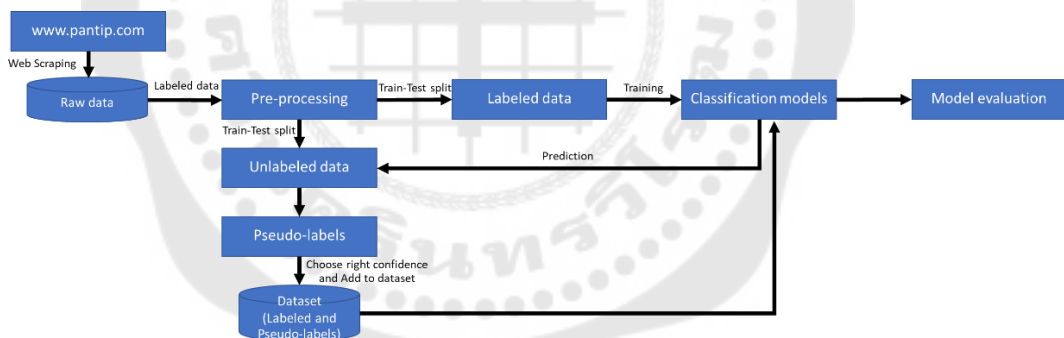 www.pantip.com
Web Scraping
Raw data
Labeled data
Pre-processing
Train-Test split
Labeled data
Training
Classification models
Model evaluation
Train-Test split
Prediction
Unlabeled data
Pseudo-labels
Choose right confidence
and Add to dataset
Dataset
(Labeled and
Pseudo-labels)